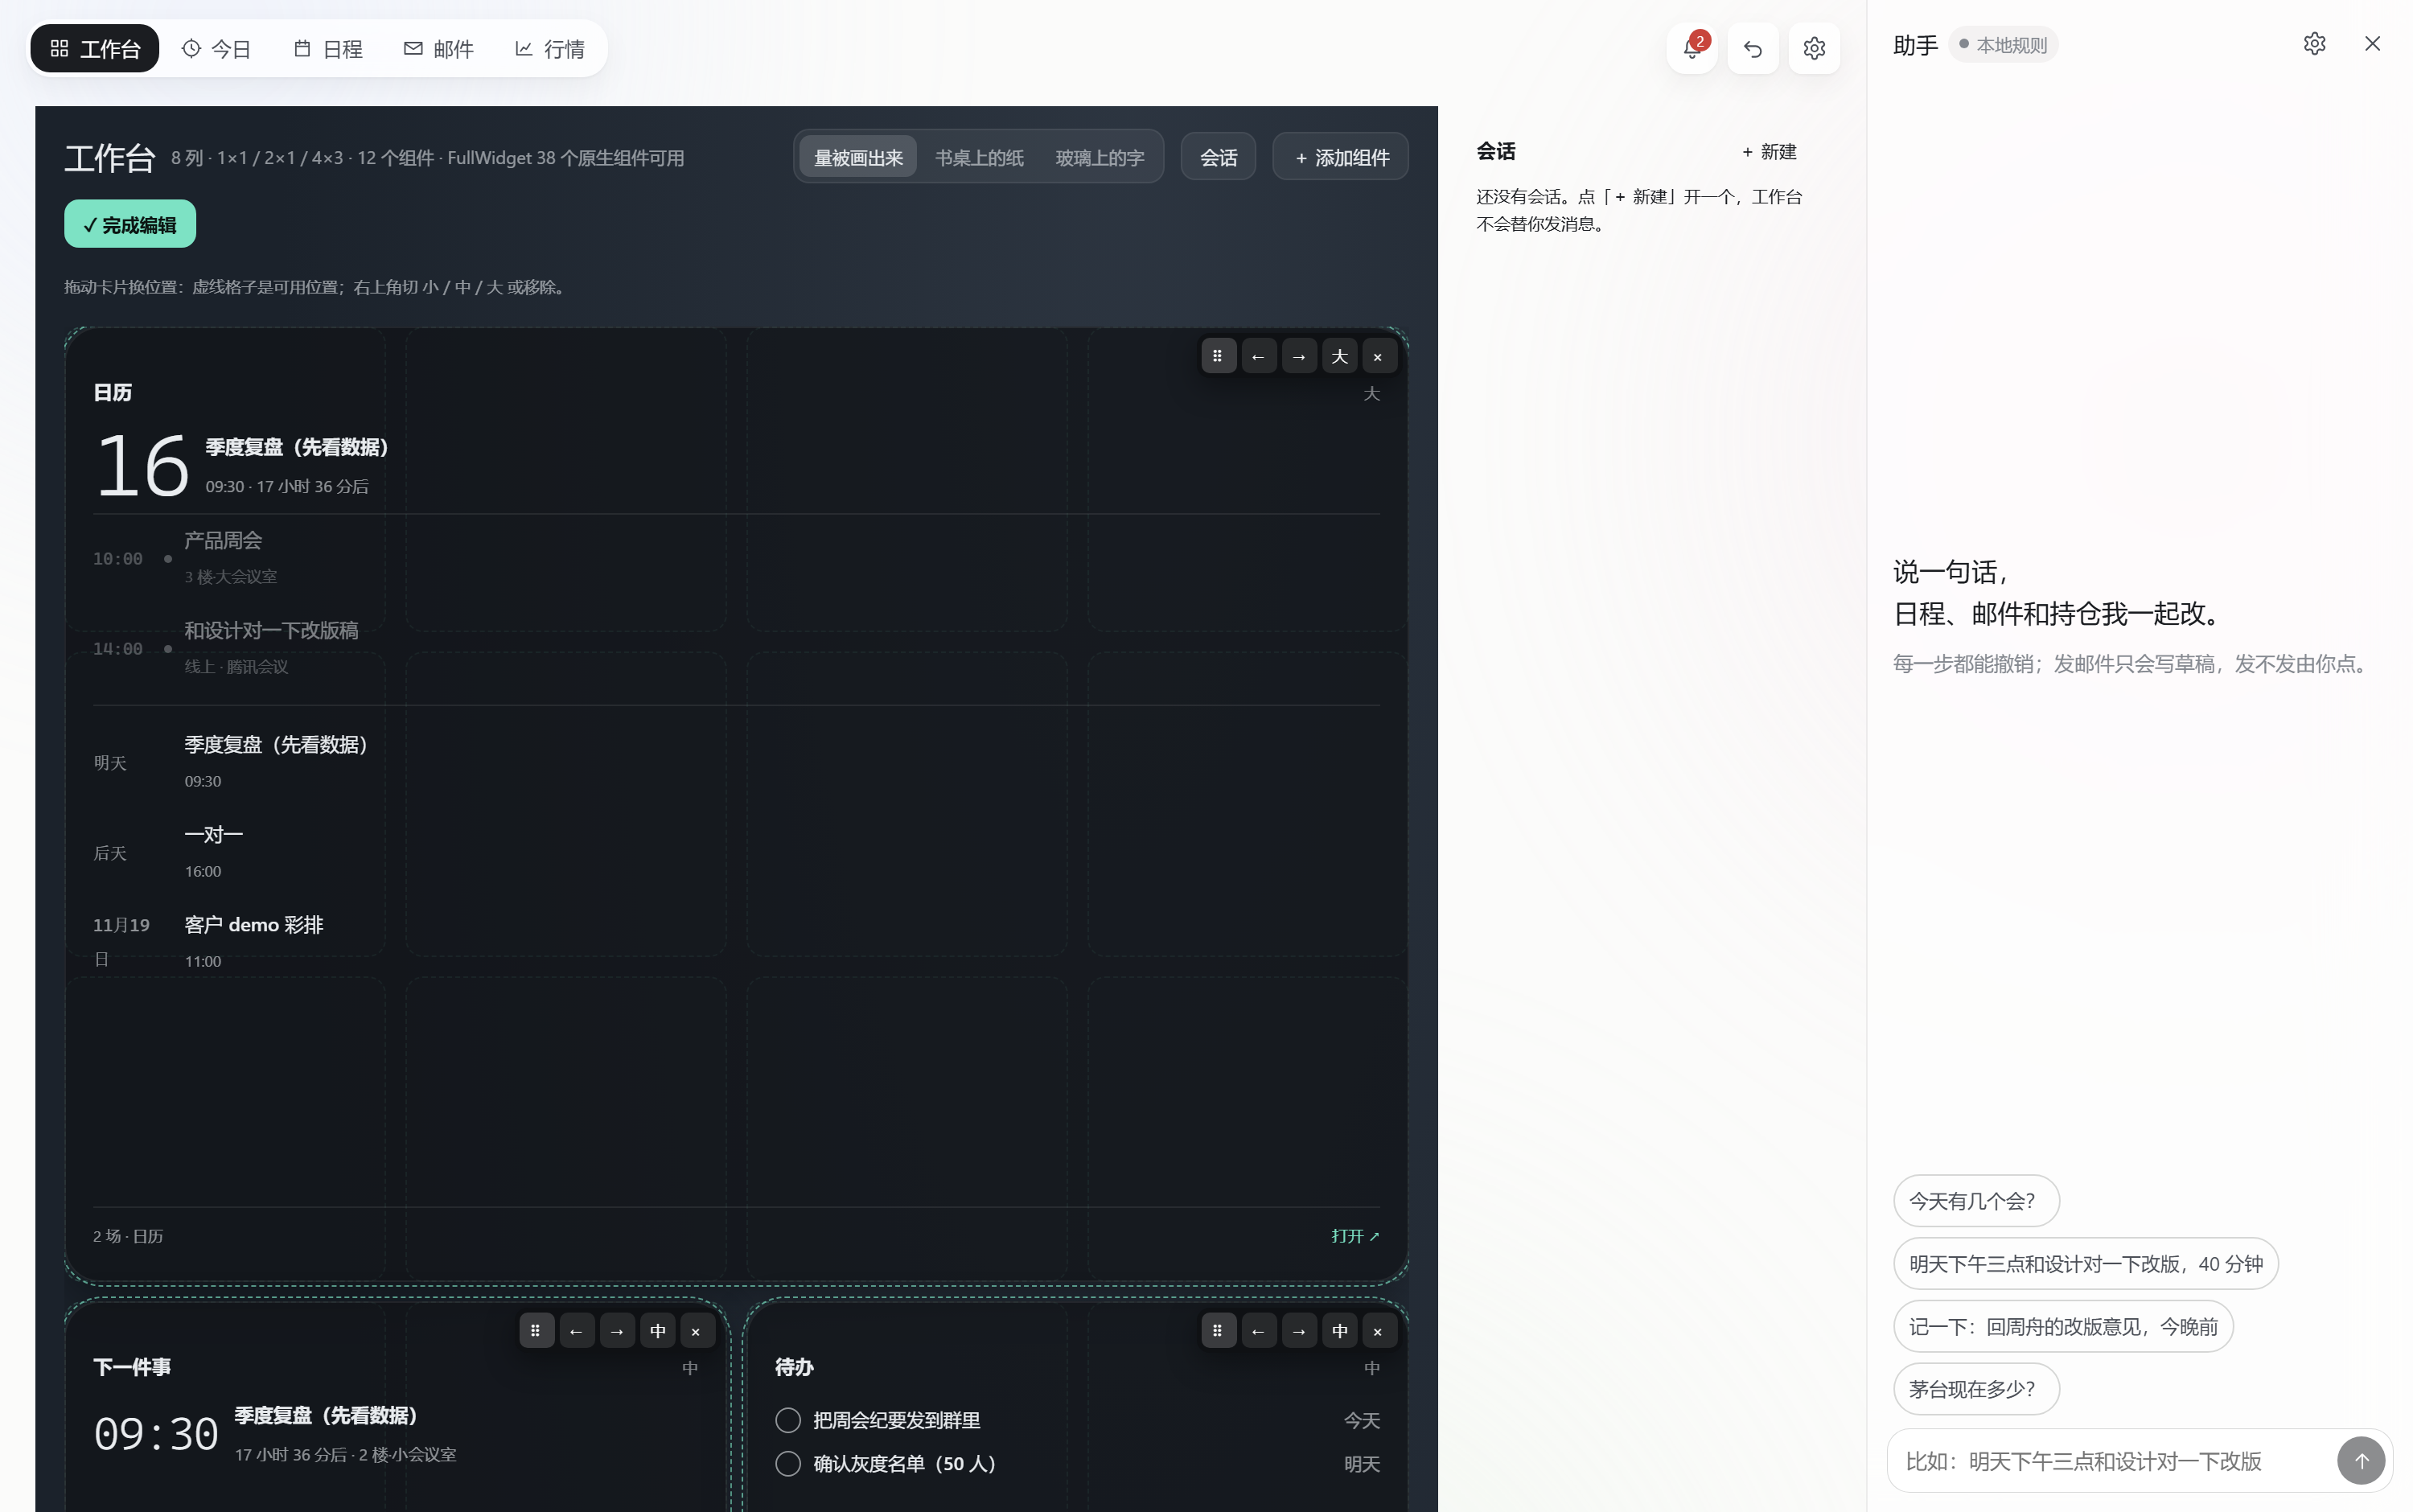 工作台
今日
日程
邮件
行情
2
助手
本地规则
工作台
8 列 · 1×1 / 2×1 / 4×3 · 12 个组件 · FullWidget 38 个原生组件可用
量被画出来
书桌上的纸
玻璃上的字
会话
+ 添加组件
✓ 完成编辑
拖动卡片换位置：虚线格子是可用位置；右上角切 小 / 中 / 大 或移除。
← → 大 ×
日历
大
16
季度复盘（先看数据）
09:30 · 17 小时 36 分后
10:00
产品周会
3 楼·大会议室
14:00
和设计对一下改版稿
线上 · 腾讯会议
明天
季度复盘（先看数据）
09:30
后天
一对一
16:00
11月19
日
客户 demo 彩排
11:00
2 场 · 日历
打开 ↗
← → 中 ×
下一件事
中
09:30
季度复盘（先看数据）
17 小时 36 分后 · 2 楼·小会议室
← → 中 ×
待办
中
把周会纪要发到群里
今天
确认灰度名单（50 人）
明天
会话
+ 新建
还没有会话。点「+ 新建」开一个，工作台
不会替你发消息。
说一句话，
日程、邮件和持仓我一起改。
每一步都能撤销；发邮件只会写草稿，发不发由你点。
今天有几个会？
明天下午三点和设计对一下改版，40 分钟
记一下：回周舟的改版意见，今晚前
茅台现在多少？
比如：明天下午三点和设计对一下改版